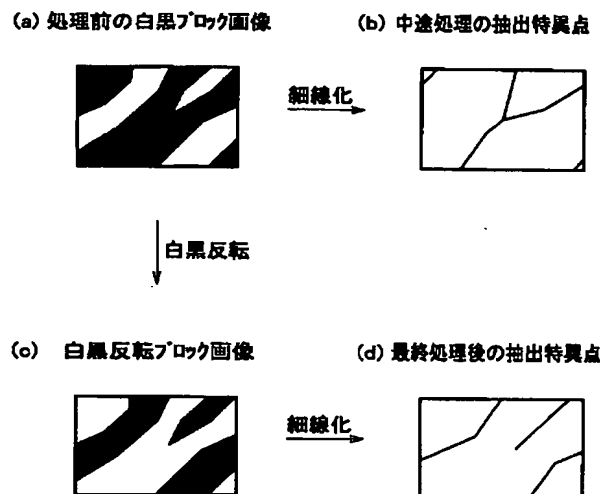 (a) 処理前の白黒ブロック画像
(b) 中途処理の抽出特異点
細線化
白黒反転
(c) 白黒反転ブロック画像
(d) 最終処理後の抽出特異点
細線化